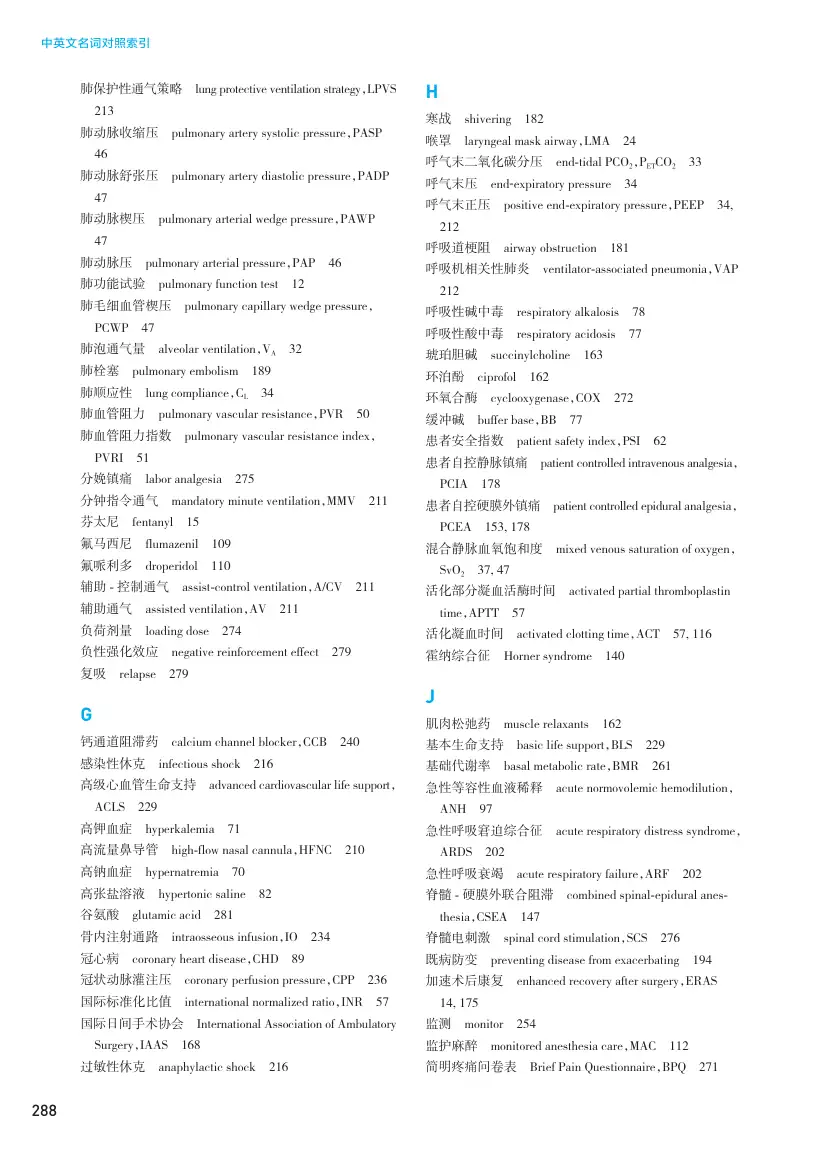 中英文名词对照索引
肺保护性通气策略 lung protective ventilation strategy,LPVS
213
肺动脉收缩压 pulmonary artery systolic pressure,PASP
46
肺动脉舒张压 pulmonary artery diastolic pressure,PADP
47
肺动脉楔压 pulmonary arterial wedge pressure,PAWP
47
肺动脉压 pulmonary arterial pressure,PAP 46
肺功能试验 pulmonary function test 12
肺毛细血管楔压 pulmonary capillary wedge pressure,
PCWP 47
肺泡通气量 alveolar ventilation,VA 32
肺栓塞 pulmonary embolism 189
肺顺应性 lung compliance,CL 34
肺血管阻力 pulmonary vascular resistance,PVR 50
肺血管阻力指数 pulmonary vascular resistance index,
PVRI 51
分娩镇痛 labor analgesia 275
分钟指令通气 mandatory minute ventilation,MMV 211
芬太尼 fentanyl 15
氟马西尼 flumazenil 109
氟哌利多 droperidol 110
辅助 - 控制通气 assist-control ventilation,A/CV 211
辅助通气 assisted ventilation,AV 211
负荷剂量 loading dose 274
负性强化效应 negative reinforcement effect 279
复吸 relapse 279
G
钙通道阻滞药 calcium channel blocker,CCB 240
感染性休克 infectious shock 216
高级心血管生命支持 advanced cardiovascular life support,
ACLS 229
高钾血症 hyperkalemia 71
高流量鼻导管 high-flow nasal cannula,HFNC 210
高钠血症 hypernatremia 70
高张盐溶液 hypertonic saline 82
谷氨酸 glutamic acid 281
骨内注射通路 intraosseous infusion,IO 234
冠心病 coronary heart disease,CHD 89
冠状动脉灌注压 coronary perfusion pressure,CPP 236
国际标准化比值 international normalized ratio,INR 57
国际日间手术协会 International Association of Ambulatory
Surgery,IAAS 168
过敏性休克 anaphylactic shock 216
H
寒战 shivering 182
喉罩 laryngeal mask airway,LMA 24
呼气末二氧化碳分压 end-tidal PCO2,PETCO2 33
呼气末压 end-expiratory pressure 34
呼气末正压 positive end-expiratory pressure,PEEP 34,
212
呼吸道梗阻 airway obstruction 181
呼吸机相关性肺炎 ventilator-associated pneumonia,VAP
212
呼吸性碱中毒 respiratory alkalosis 78
呼吸性酸中毒 respiratory acidosis 77
琥珀胆碱 succinylcholine 163
环泊酚 ciprofol 162
环氧合酶 cyclooxygenase,COX 272
缓冲碱 buffer base,BB 77
患者安全指数 patient safety index,PSI 62
患者自控静脉镇痛 patient controlled intravenous analgesia,
PCIA 178
患者自控硬膜外镇痛 patient controlled epidural analgesia,
PCEA 153, 178
混合静脉血氧饱和度 mixed venous saturation of oxygen,
SvO2 37, 47
活化部分凝血活酶时间 activated partial thromboplastin
time,APTT 57
活化凝血时间 activated clotting time,ACT 57, 116
霍纳综合征 Horner syndrome 140
J
肌肉松弛药 muscle relaxants 162
基本生命支持 basic life support,BLS 229
基础代谢率 basal metabolic rate,BMR 261
急性等容性血液稀释 acute normovolemic hemodilution,
ANH 97
急性呼吸窘迫综合征 acute respiratory distress syndrome,
ARDS 202
急性呼吸衰竭 acute respiratory failure,ARF 202
脊髓 - 硬膜外联合阻滞 combined spinal-epidural anes-
thesia,CSEA 147
脊髓电刺激 spinal cord stimulation,SCS 276
既病防变 preventing disease from exacerbating 194
加速术后康复 enhanced recovery after surgery,ERAS
14, 175
监测 monitor 254
监护麻醉 monitored anesthesia care,MAC 112
简明疼痛问卷表 Brief Pain Questionnaire,BPQ 271
288